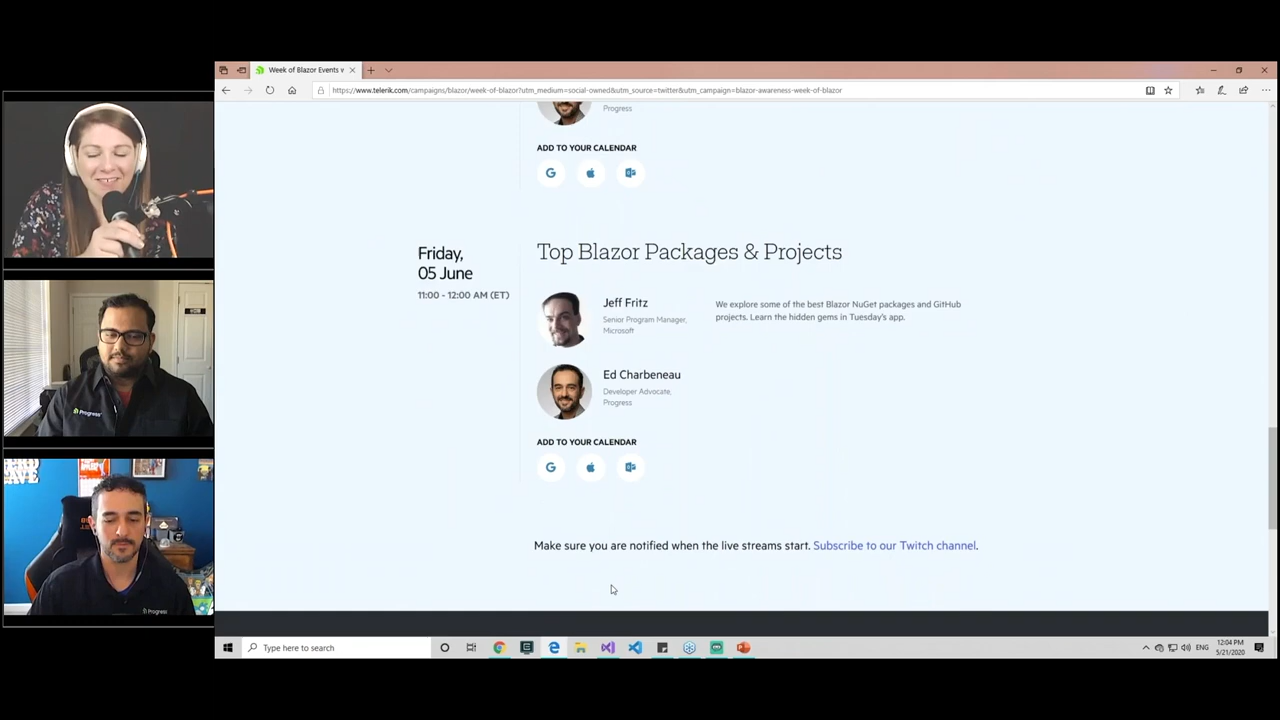 Week of Blazor Events v
https://www.telerik.com/campaigns/blazor/week-of-blazor?utm_medium=social-owned&utm_source=twitter&utm_campaign=blazor-awareness-week-of-blazor
Progress
ADD TO YOUR CALENDAR
G
Friday,
05 June
11:00 - 12:00 AM (ET)
Top Blazor Packages & Projects
Jeff Fritz
Senior Program Manager,
Microsoft
We explore some of the best Blazor NuGet packages and GitHub
projects. Learn the hidden gems in Tuesday's app.
Ed Charbeneau
Developer Advocate,
Progress
ADD TO YOUR CALENDAR
G
Make sure you are notified when the live streams start. Subscribe to our Twitch channel.
Progress
Progress
Type here to search
ENG
12:04 PM
5/21/2020